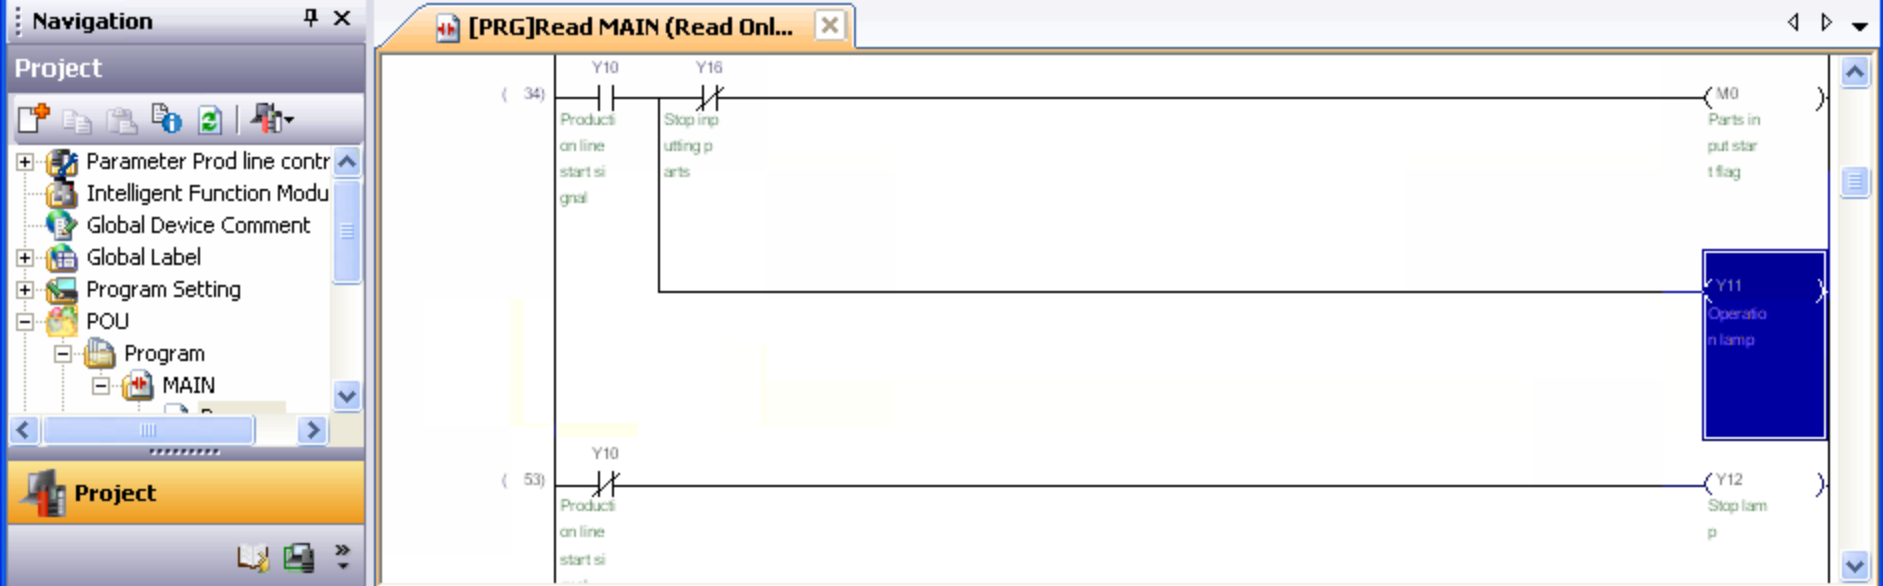 Navigation
Project
Parameter Prod line contr
Intelligent Function Modu
Global Device Comment
Global Label
Program Setting
POU
Program
MAIN
Project
[PRG]Read MAIN (Read Onl...
Y10 Y16
( 34) M0
Producti
on line
start si
gnal
Stop inp
utting p
arts
Parts in
put star
t flag
Y11
Operatio
n lamp
Y10
( 53) Y12
Producti
on line
start si
Stop lam
p